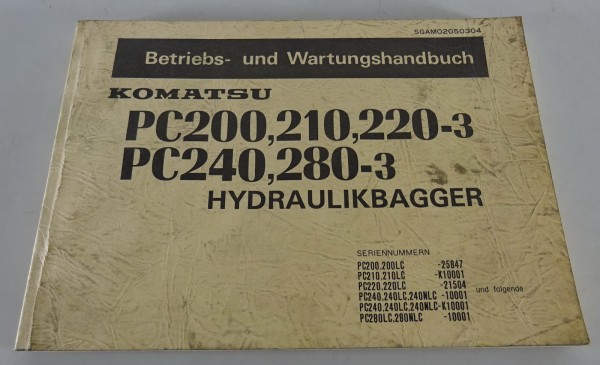 SGAM02050304
Betriebs- und Wartungshandbuch
KOMATSU
PC200,210,220-3
PC240,280-3
HYDRAULIKBAGGER
SERIENNUMMERN
PC200,200LC -25847
PC210,210LC -K10001
PC220,220LC -21504
und folgende
PC240,240LC,240NLC -10001
PC240,240LC,240NLC-K10001
PC280LC,280NLC -10001